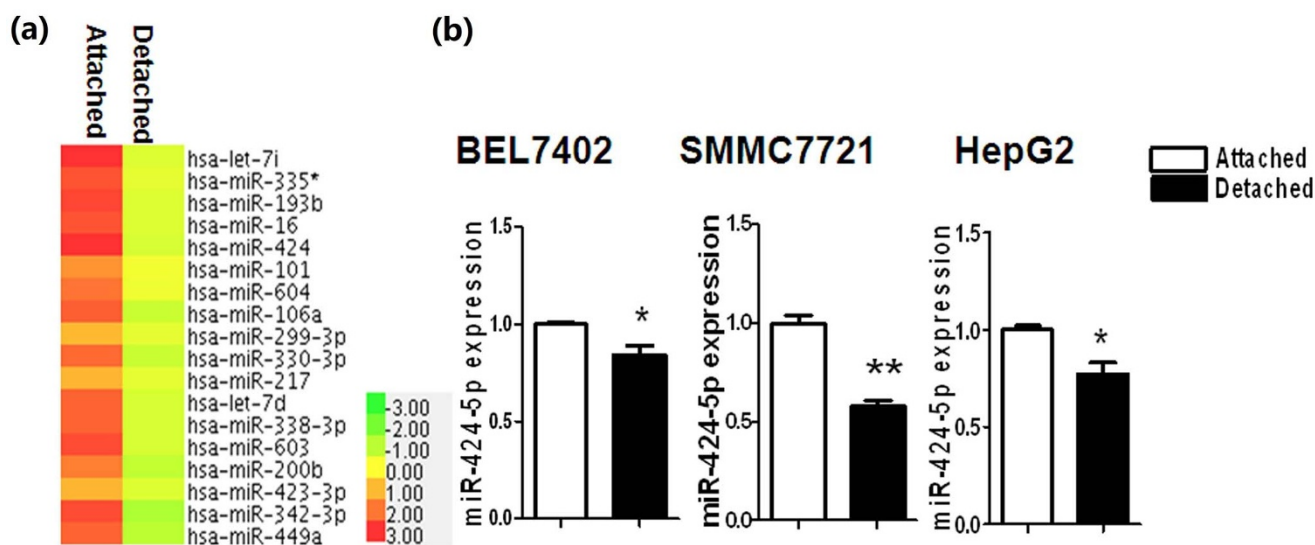 (a)
Attached
Detached
hsa-let-7i
hsa-miR-335*
hsa-miR-193b
hsa-miR-16
hsa-miR-424
hsa-miR-101
hsa-miR-604
hsa-miR-106a
hsa-miR-299-3p
hsa-miR-330-3p
hsa-miR-217
hsa-let-7d
hsa-miR-338-3p
hsa-miR-603
hsa-miR-200b
hsa-miR-423-3p
hsa-miR-342-3p
hsa-miR-449a
-3.00
-2.00
-1.00
0.00
1.00
2.00
3.00
(b)
BEL7402
miR-424-5p expression
1.5
1.0
0.5
0.0
*
SMMC7721
miR-424-5p expression
1.5
1.0
0.5
0.0
**
HepG2
miR-424-5p expression
1.5
1.0
0.5
0.0
*
Attached
Detached